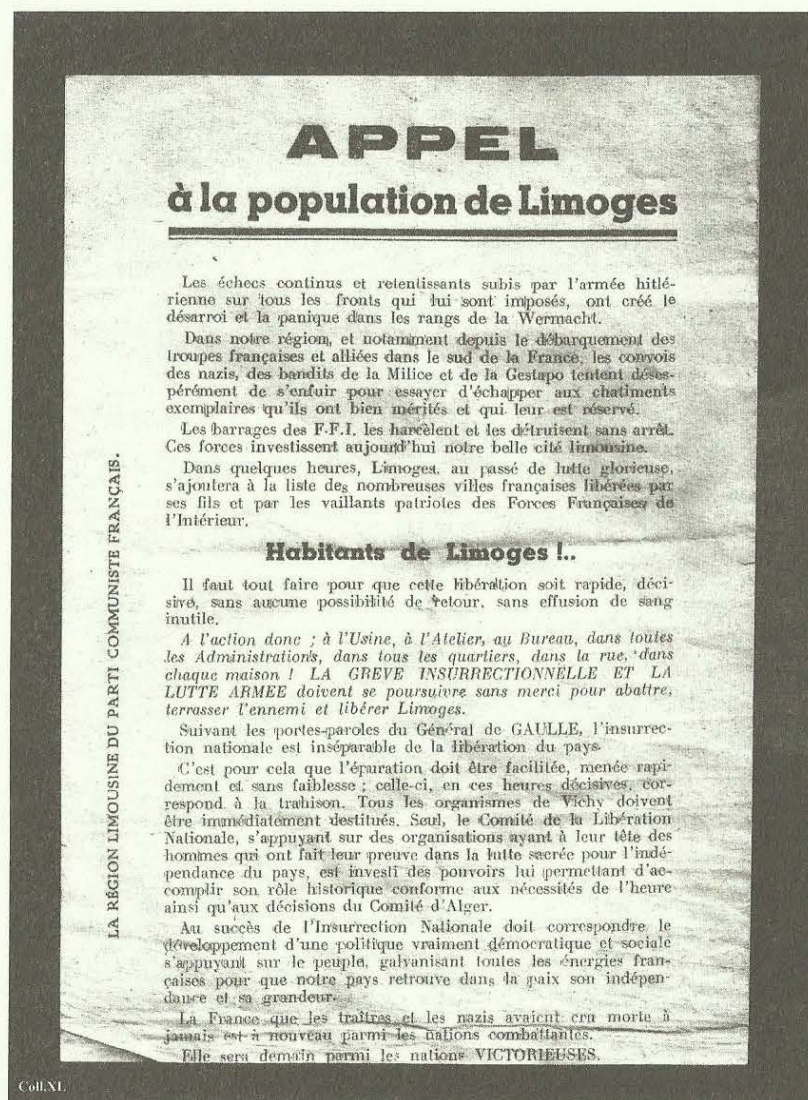 APPEL
à la population de Limoges
Les échecs continus et retentissants subis par l'armée hitlé-
rienne sur tous les fronts qui lui sont imposés, ont créé le
désarroi et la panique dans les rangs de la Wermacht.
Dans notre région, et notamment depuis le débarquement des
troupes françaises et alliées dans le sud de la France, les convois
des nazis, des bandits de la Milice et de la Gestapo tentent déses-
pérément de s'enfuir pour essayer d'échapper aux chatiments
exemplaires qu'ils ont bien mérités et qui leur est réservé.
Les barrages des F.F.I. les harcèlent et les détruisent sans arrêt.
Ces forces investissent aujourd'hui notre belle cité limousine.
Dans quelques heures, Limoges, au passé de lutte glorieuse,
s'ajoutera à la liste des nombreuses villes françaises libérées par
ses fils et par les vaillants patriotes des Forces Françaises de
l'Intérieur.
Habitants de Limoges !..
Il faut tout faire pour que cette libération soit rapide, déci-
sive, sans aucune possibilité de retour, sans effusion de sang
inutile.
A l'action donc ; à l'Usine, à l'Atelier, au Bureau, dans toutes
les Administrations, dans tous les quartiers, dans la rue, dans
chaque maison ! LA GREVE INSURRECTIONNELLE ET LA
LUTTE ARMEE doivent se poursuivre sans merci pour abattre,
terrasser l'ennemi et libérer Limoges.
Suivant les portes-paroles du Général de GAULLE, l'insurrec-
tion nationale est inséparable de la libération du pays.
C'est pour cela que l'épuration doit être facilitée, menée rapi-
dement et sans faiblesse ; celle-ci, en ces heures décisives, cor-
respond à la trahison. Tous les organismes de Vichy doivent
être immédiatement destitués. Seul, le Comité de la Libération
Nationale, s'appuyant sur des organisations ayant à leur tête des
hommes qui ont fait leur preuve dans la lutte sacrée pour l'indé-
pendance du pays, est investi des pouvoirs lui permettant d'ac-
complir son rôle historique conforme aux nécessités de l'heure
ainsi qu'aux décisions du Comité d'Alger.
Au succès de l'Insurrection Nationale doit correspondre le
développement d'une politique vraiment démocratique et sociale
s'appuyant sur le peuple, galvanisant toutes les énergies fran-
çaises pour que notre pays retrouve dans la paix son indépen-
dance et sa grandeur.
La France que les traîtres et les nazis avaient cru morte à
jamais est à nouveau parmi les nations combattantes.
Elle sera demain parmi les nations VICTORIEUSES.
LA RÉGION LIMOUSINE DU PARTI COMMUNISTE FRANÇAIS.
Coll.XL